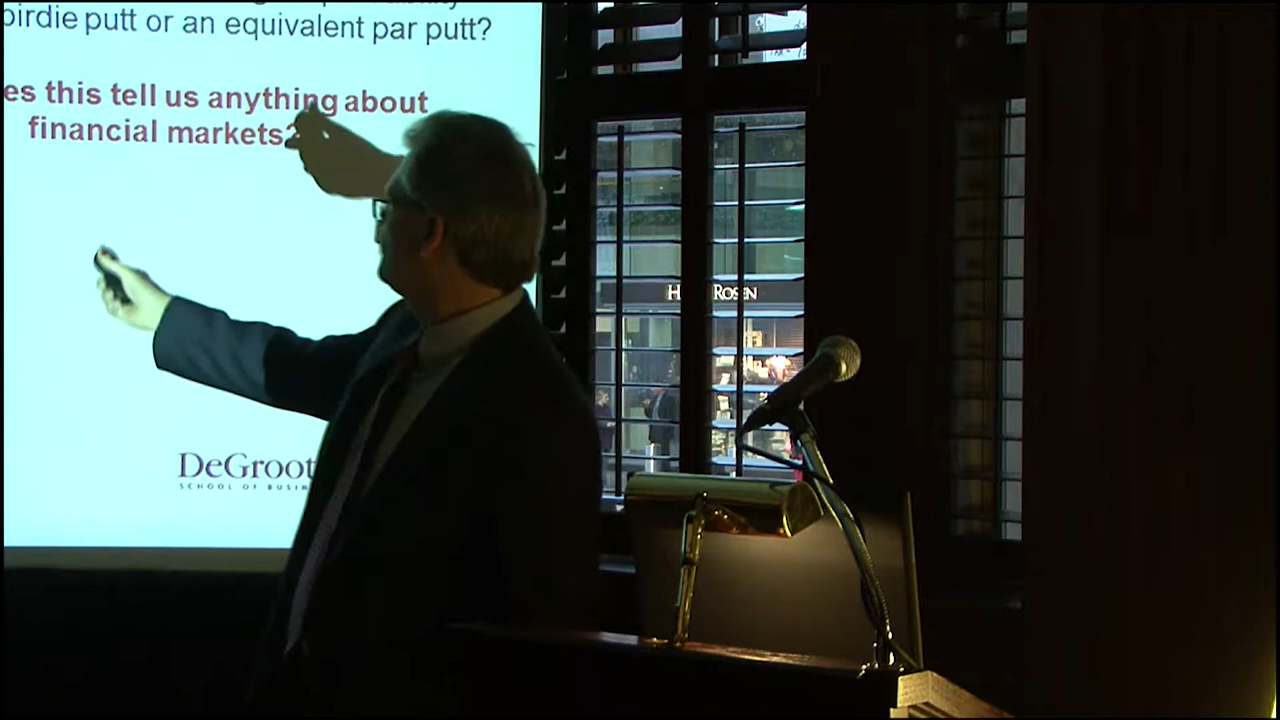 birdie putt or an equivalent par putt?
es this tell us anything about
financial markets?
H ROSEN
DeGroot
SCHOOL OF BUSIN